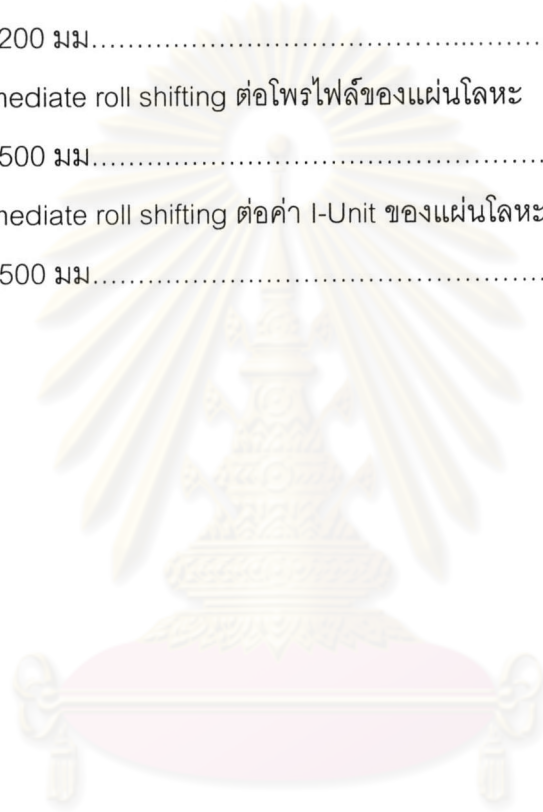 200 มม.......................................................
mediate roll shifting ต่อโพรไฟล์ของแผ่นโลหะ
500 มม.......................................................
mediate roll shifting ต่อค่า I-Unit ของแผ่นโลหะ
500 มม.......................................................